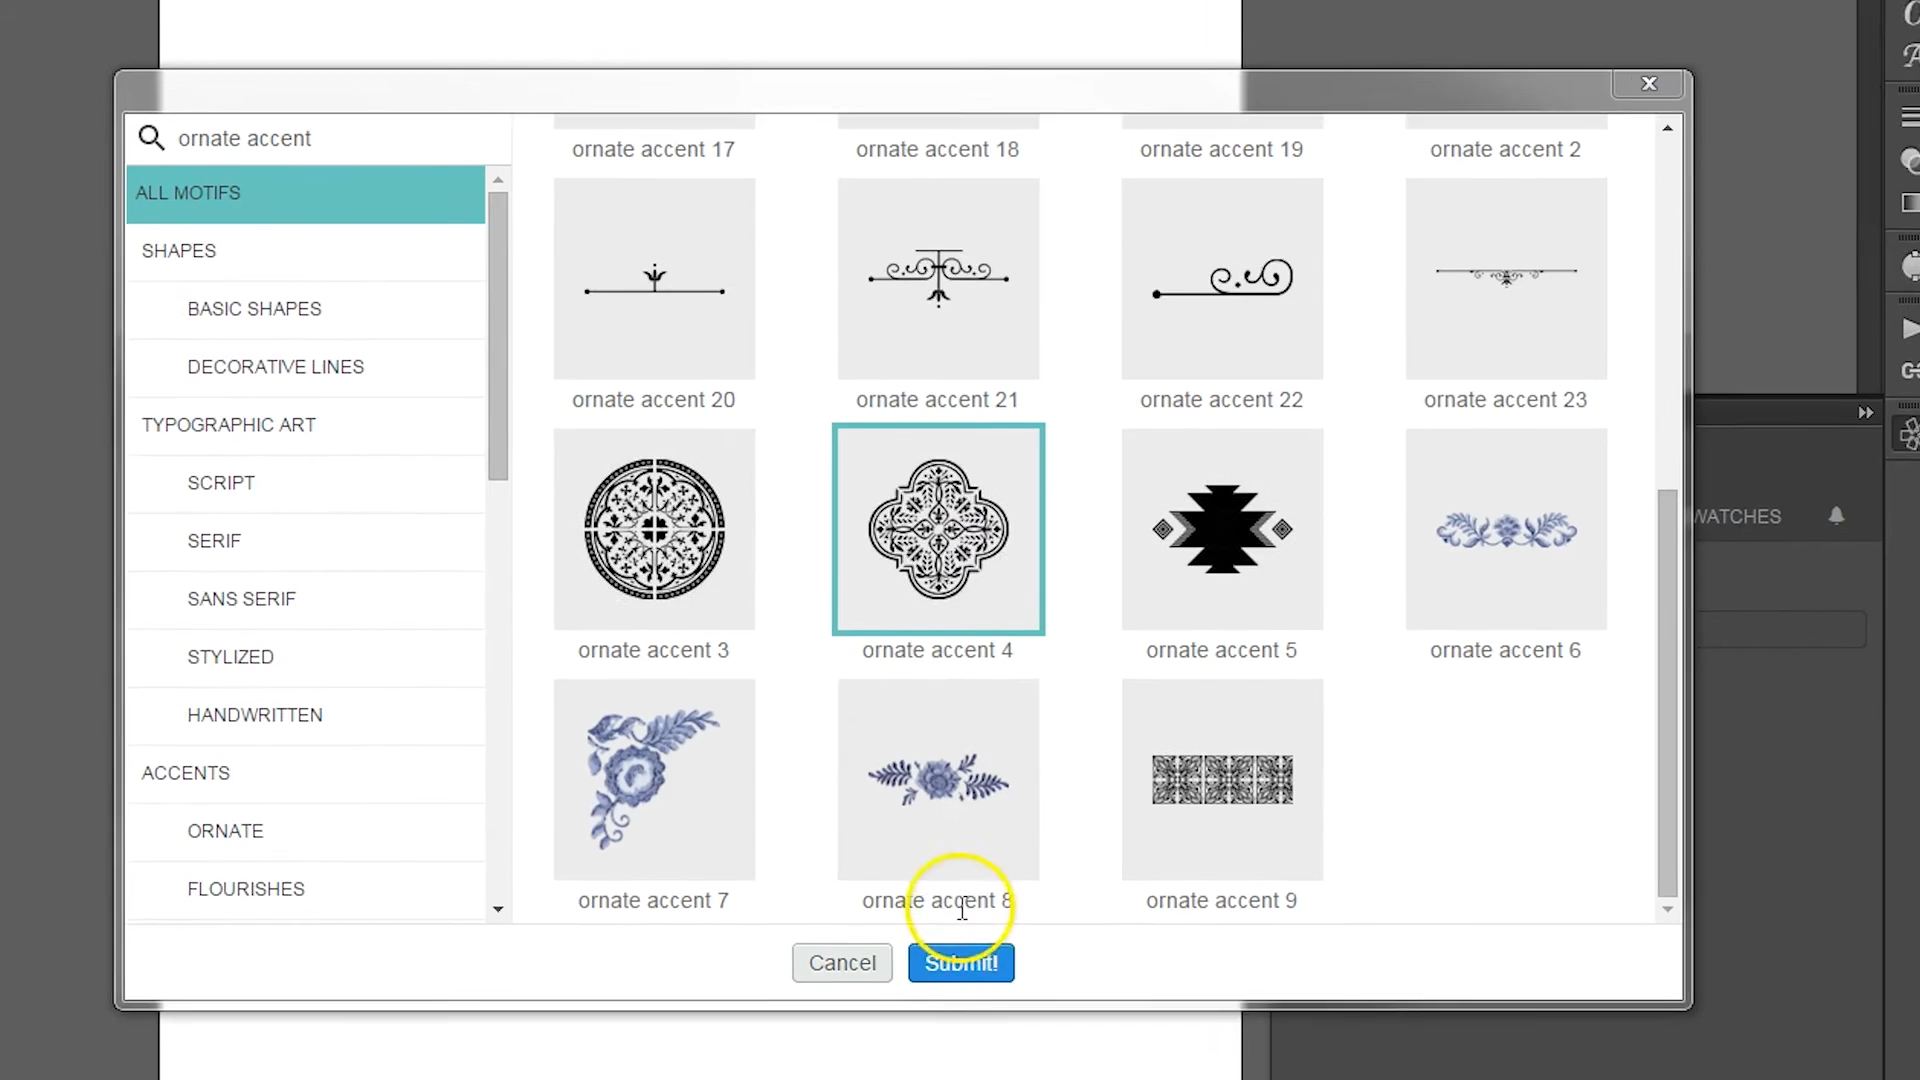 ornate accent
ALL MOTIFS
SHAPES
BASIC SHAPES
DECORATIVE LINES
TYPOGRAPHIC ART
SCRIPT
SERIF
SANS SERIF
STYLIZED
HANDWRITTEN
ACCENTS
ORNATE
FLOURISHES
ornate accent 17
ornate accent 18
ornate accent 19
ornate accent 2
ornate accent 20
ornate accent 21
ornate accent 22
ornate accent 23
ornate accent 3
ornate accent 4
ornate accent 5
ornate accent 6
ornate accent 7
ornate accent 8
ornate accent 9
Cancel
Submit!
WATCHES